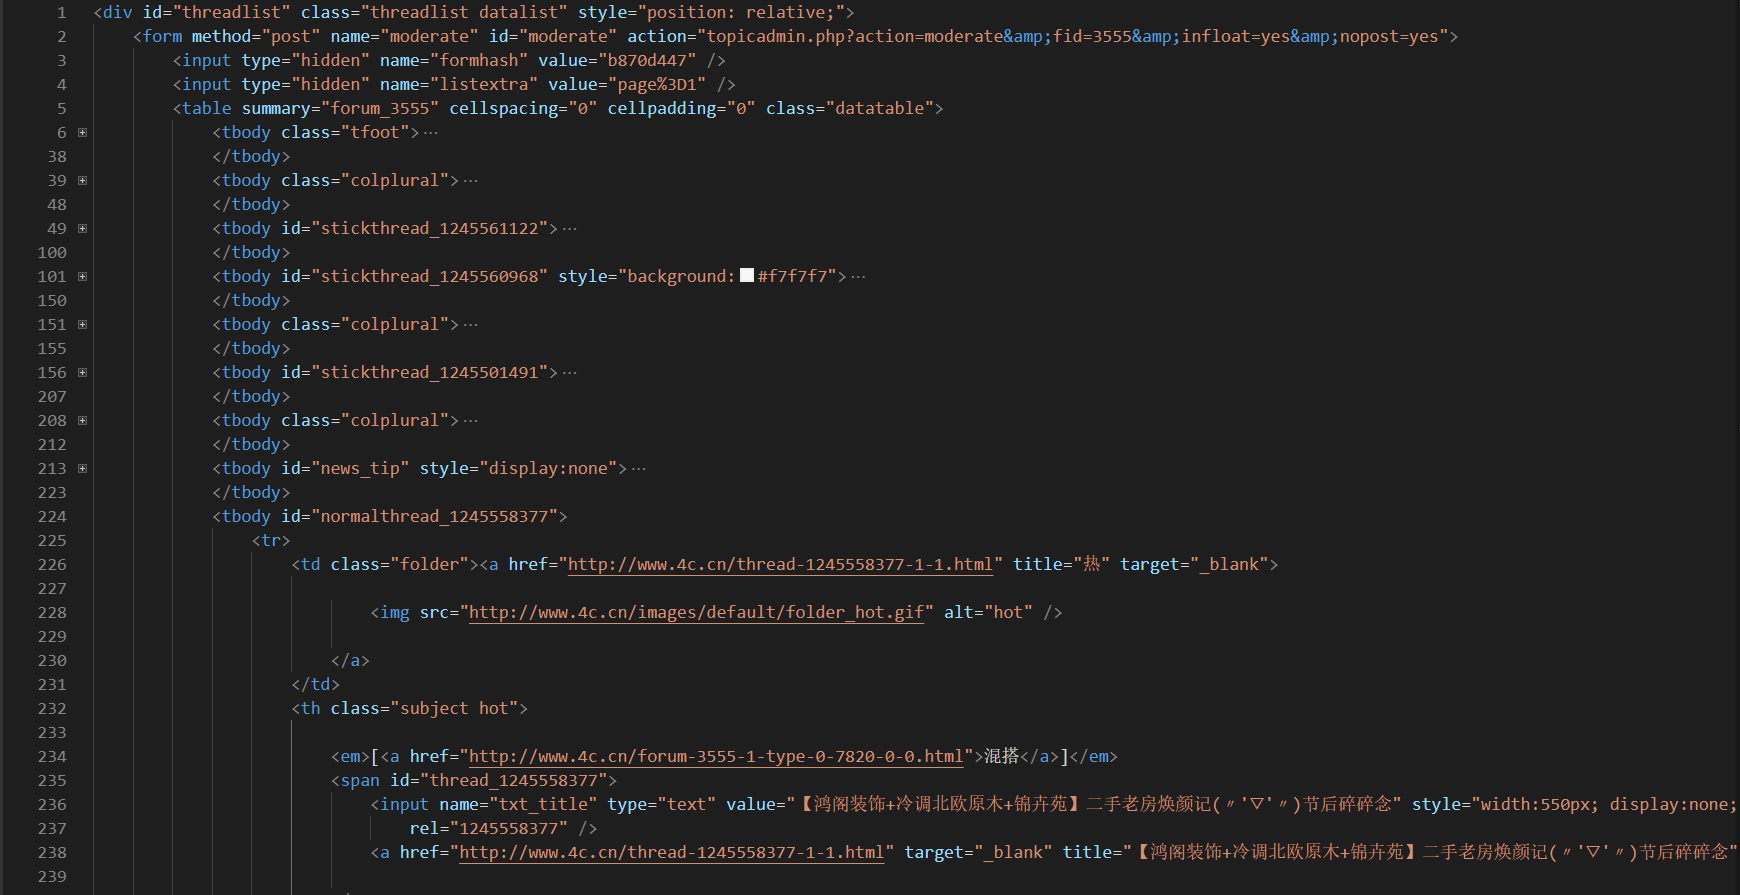 1 <div id="threadlist" class="threadlist datalist" style="position: relative;">
2 <form method="post" name="moderate" id="moderate" action="topicadmin.php?action=moderate&amp;fid=3555&amp;infloat=yes&amp;nopost=yes">
3 <input type="hidden" name="formhash" value="b870d447" />
4 <input type="hidden" name="listextra" value="page%3D1" />
5 <table summary="forum_3555" cellspacing="0" cellpadding="0" class="datatable">
6 <tbody class="tfoot">···
38 </tbody>
39 <tbody class="colplural">···
48 </tbody>
49 <tbody id="stickthread_1245561122">···
100 </tbody>
101 <tbody id="stickthread_1245560968" style="background:#f7f7f7">···
150 </tbody>
151 <tbody class="colplural">···
155 </tbody>
156 <tbody id="stickthread_1245501491">···
207 </tbody>
208 <tbody class="colplural">···
212 </tbody>
213 <tbody id="news_tip" style="display:none">···
223 </tbody>
224 <tbody id="normalthread_1245558377">
225 <tr>
226 <td class="folder"><a href="http://www.4c.cn/thread-1245558377-1-1.html" title="热" target="_blank">
227
228 <img src="http://www.4c.cn/images/default/folder_hot.gif" alt="hot" />
229
230 </a>
231 </td>
232 <th class="subject hot">
233
234 <em>[<a href="http://www.4c.cn/forum-3555-1-type-0-7820-0-0.html">混搭</a>]</em>
235 <span id="thread_1245558377">
236 <input name="txt_title" type="text" value="【鸿阁装饰+冷调北欧原木+锦卉苑】二手老房焕颜记(〃'▽'〃)节后碎碎念" style="width:550px; display:none;
237 rel="1245558377" />
238 <a href="http://www.4c.cn/thread-1245558377-1-1.html" target="_blank" title="【鸿阁装饰+冷调北欧原木+锦卉苑】二手老房焕颜记(〃'▽'〃)节后碎碎念"
239